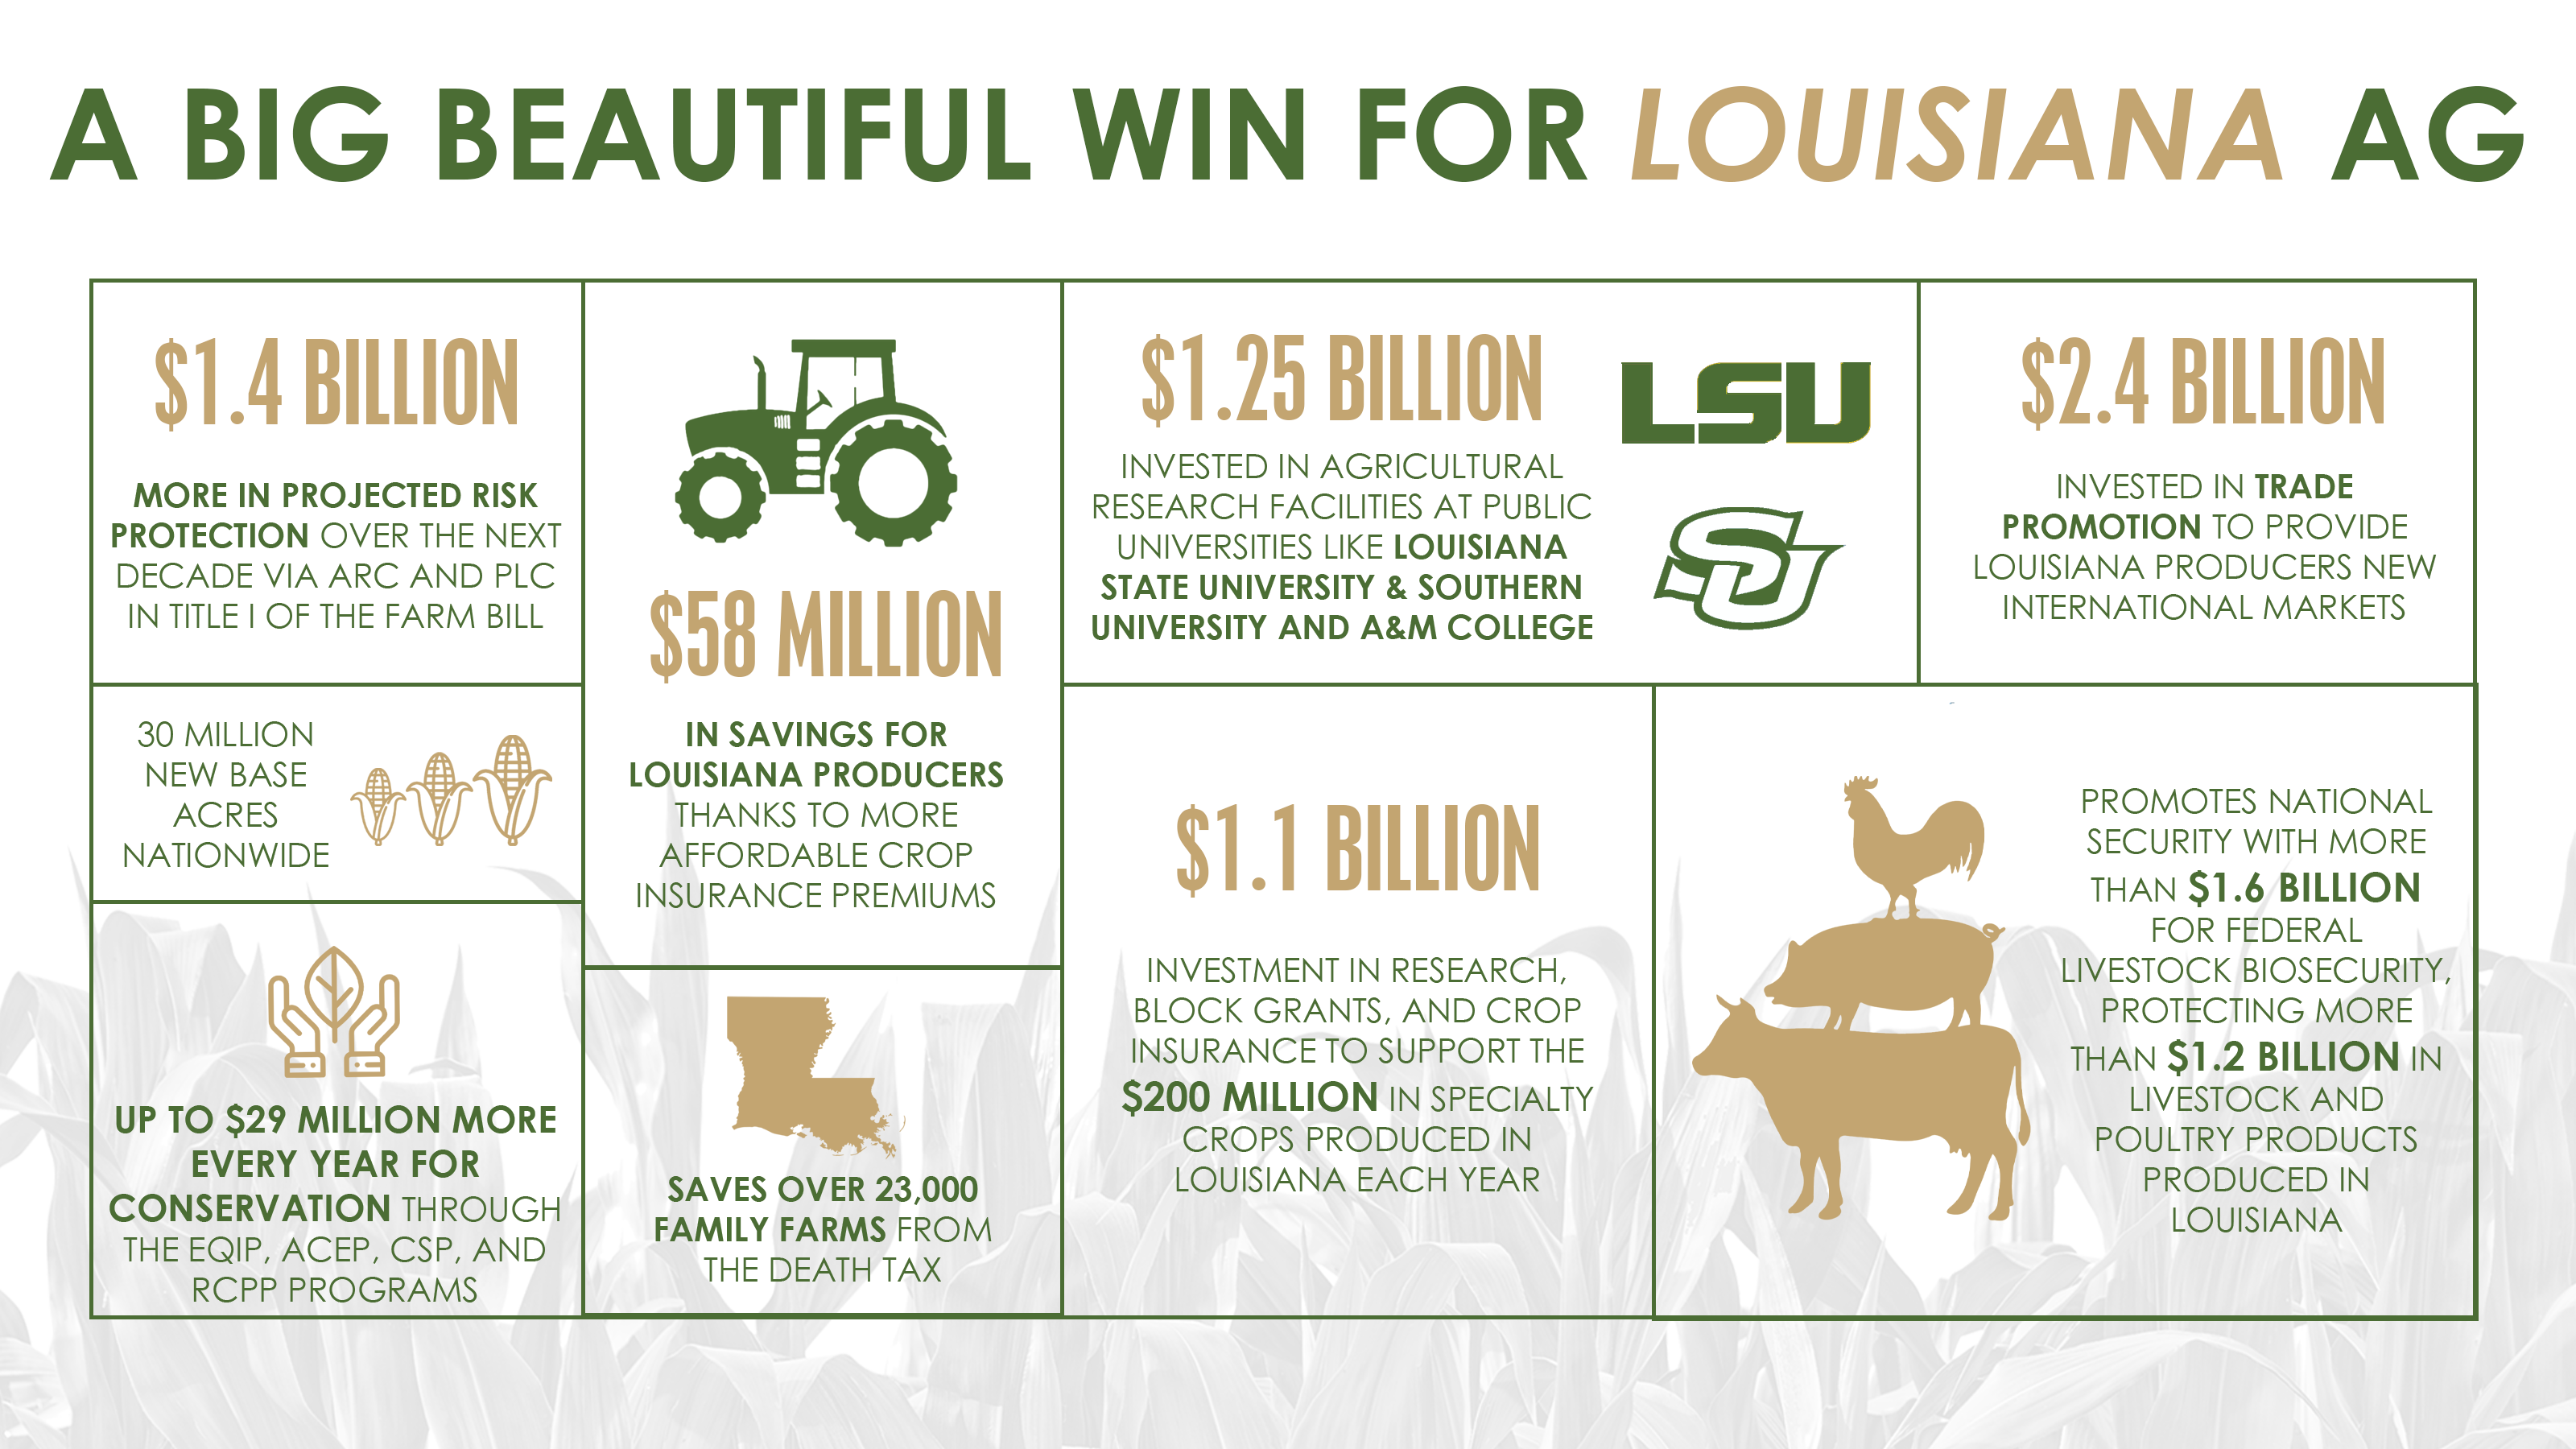 A BIG BEAUTIFUL WIN FOR LOUISIANA AG
$1.4 BILLION
MORE IN PROJECTED RISK
PROTECTION OVER THE NEXT
DECADE VIA ARC AND PLC
IN TITLE I OF THE FARM BILL
30 MILLION
NEW BASE
ACRES
NATIONWIDE
UP TO $29 MILLION MORE
EVERY YEAR FOR
CONSERVATION THROUGH
THE EQIP, ACEP, CSP, AND
RCPP PROGRAMS
$58 MILLION
IN SAVINGS FOR
LOUISIANA PRODUCERS
THANKS TO MORE
AFFORDABLE CROP
INSURANCE PREMIUMS
SAVES OVER 23,000
FAMILY FARMS FROM
THE DEATH TAX
$1.25 BILLION
INVESTED IN AGRICULTURAL
RESEARCH FACILITIES AT PUBLIC
UNIVERSITIES LIKE LOUISIANA
STATE UNIVERSITY & SOUTHERN
UNIVERSITY AND A&M COLLEGE
LSU
SU
$2.4 BILLION
INVESTED IN TRADE
PROMOTION TO PROVIDE
LOUISIANA PRODUCERS NEW
INTERNATIONAL MARKETS
$1.1 BILLION
INVESTMENT IN RESEARCH,
BLOCK GRANTS, AND CROP
INSURANCE TO SUPPORT THE
$200 MILLION IN SPECIALTY
CROPS PRODUCED IN
LOUISIANA EACH YEAR
PROMOTES NATIONAL
SECURITY WITH MORE
THAN $1.6 BILLION
FOR FEDERAL
LIVESTOCK BIOSECURITY,
PROTECTING MORE
THAN $1.2 BILLION IN
LIVESTOCK AND
POULTRY PRODUCTS
PRODUCED IN
LOUISIANA